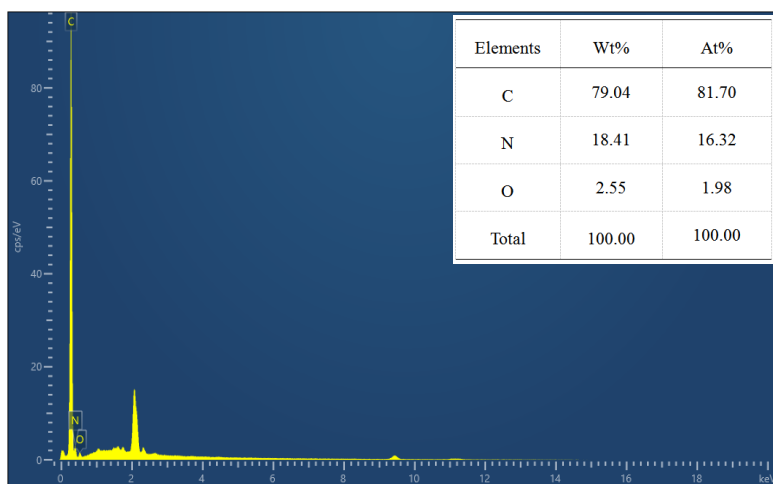 C
Elements Wt% At%
C 79.04 81.70
N 18.41 16.32
O 2.55 1.98
Total 100.00 100.00
80
60
cps/eV
40
20
N
O
0
0 2 4 6 8 10 12 14 16 18 keV